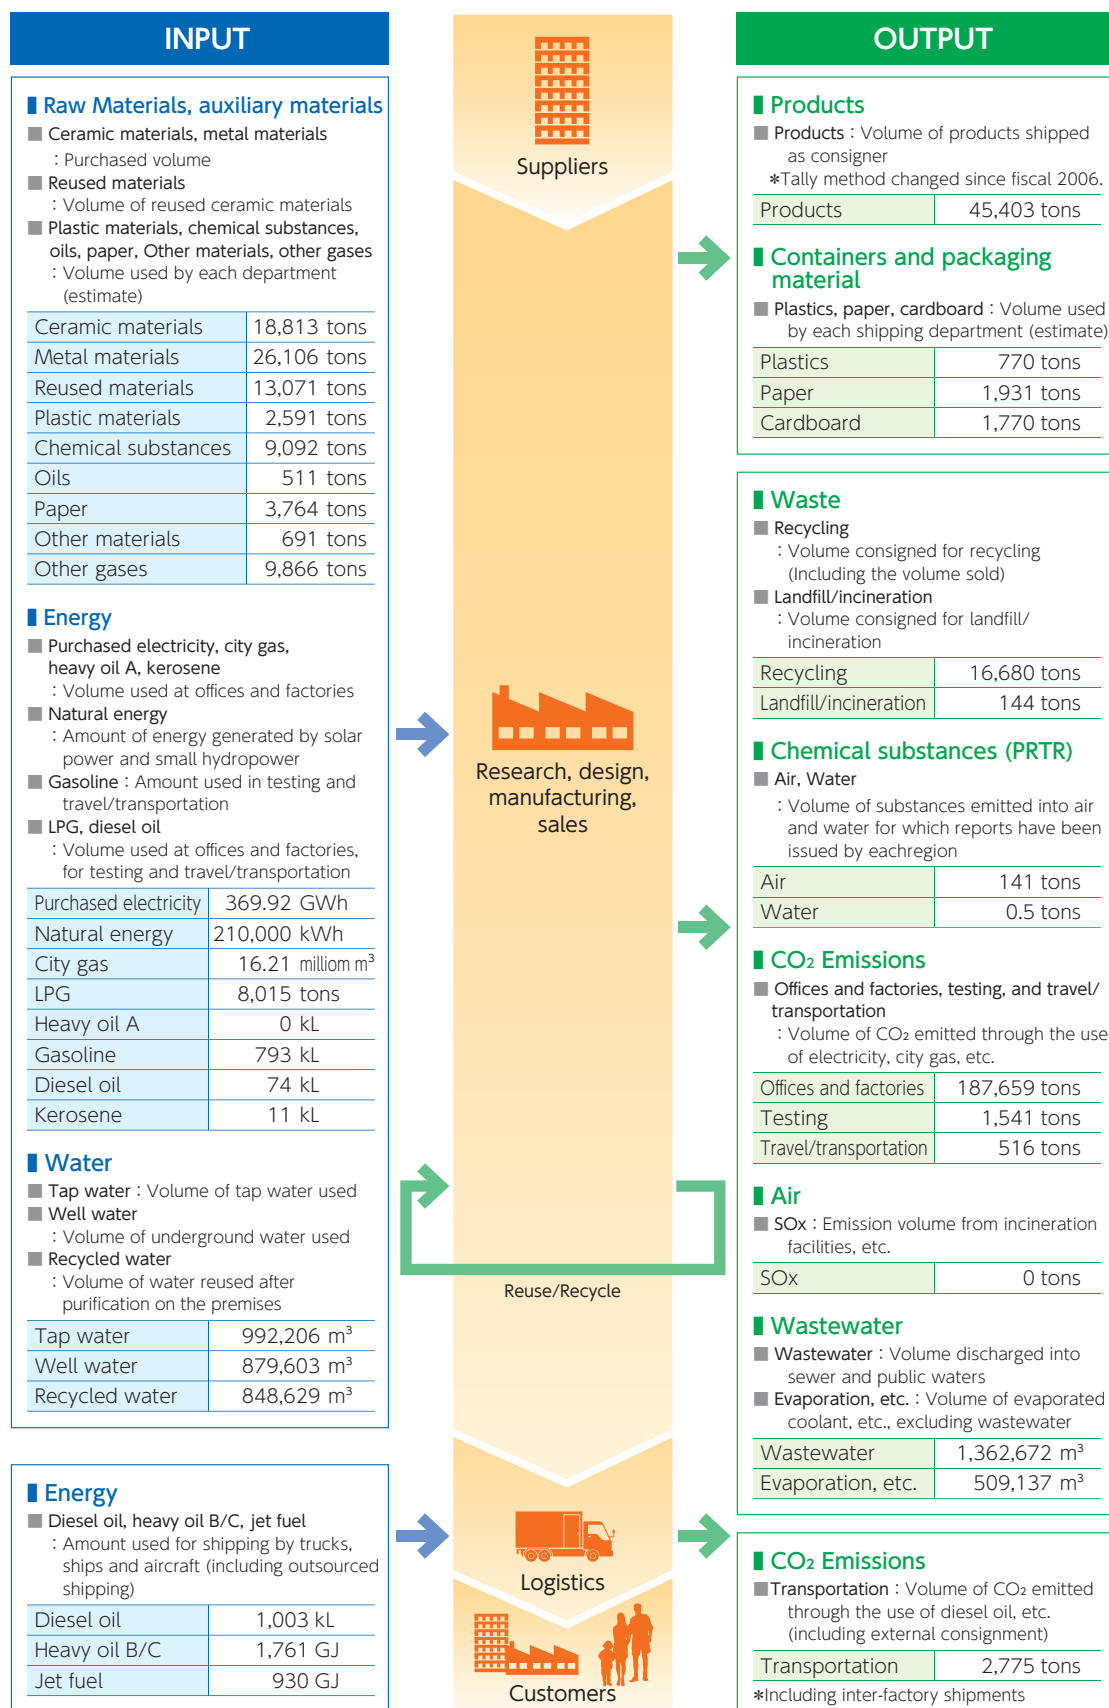 INPUT
Raw Materials, auxiliary materials
Ceramic materials, metal materials
: Purchased volume
Reused materials
: Volume of reused ceramic materials
Plastic materials, chemical substances,
oils, paper, Other materials, other gases
: Volume used by each department
(estimate)
Ceramic materials 18,813 tons
Metal materials 26,106 tons
Reused materials 13,071 tons
Plastic materials 2,591 tons
Chemical substances 9,092 tons
Oils 511 tons
Paper 3,764 tons
Other materials 691 tons
Other gases 9,866 tons
Energy
Purchased electricity, city gas,
heavy oil A, kerosene
: Volume used at offices and factories
Natural energy
: Amount of energy generated by solar
power and small hydropower
Gasoline : Amount used in testing and
travel/transportation
LPG, diesel oil
: Volume used at offices and factories,
for testing and travel/transportation
Purchased electricity 369.92 GWh
Natural energy 210,000 kWh
City gas 16.21 milliom m³
LPG 8,015 tons
Heavy oil A 0 kL
Gasoline 793 kL
Diesel oil 74 kL
Kerosene 11 kL
Water
Tap water : Volume of tap water used
Well water
: Volume of underground water used
Recycled water
: Volume of water reused after
purification on the premises
Tap water 992,206 m³
Well water 879,603 m³
Recycled water 848,629 m³
Energy
Diesel oil, heavy oil B/C, jet fuel
: Amount used for shipping by trucks,
ships and aircraft (including outsourced
shipping)
Diesel oil 1,003 kL
Heavy oil B/C 1,761 GJ
Jet fuel 930 GJ
Suppliers
Research, design,
manufacturing,
sales
Reuse/Recycle
Logistics
Customers
OUTPUT
Products
Products : Volume of products shipped
as consigner
*Tally method changed since fiscal 2006.
Products 45,403 tons
Containers and packaging
material
Plastics, paper, cardboard : Volume used
by each shipping department (estimate)
Plastics 770 tons
Paper 1,931 tons
Cardboard 1,770 tons
Waste
Recycling
: Volume consigned for recycling
(Including the volume sold)
Landfill/incineration
: Volume consigned for landfill/
incineration
Recycling 16,680 tons
Landfill/incineration 144 tons
Chemical substances (PRTR)
Air, Water
: Volume of substances emitted into air
and water for which reports have been
issued by eachregion
Air 141 tons
Water 0.5 tons
CO₂ Emissions
Offices and factories, testing, and travel/
transportation
: Volume of CO₂ emitted through the use
of electricity, city gas, etc.
Offices and factories 187,659 tons
Testing 1,541 tons
Travel/transportation 516 tons
Air
SOx : Emission volume from incineration
facilities, etc.
SOx 0 tons
Wastewater
Wastewater : Volume discharged into
sewer and public waters
Evaporation, etc. : Volume of evaporated
coolant, etc., excluding wastewater
Wastewater 1,362,672 m³
Evaporation, etc. 509,137 m³
CO₂ Emissions
Transportation : Volume of CO₂ emitted
through the use of diesel oil, etc.
(including external consignment)
Transportation 2,775 tons
*Including inter-factory shipments